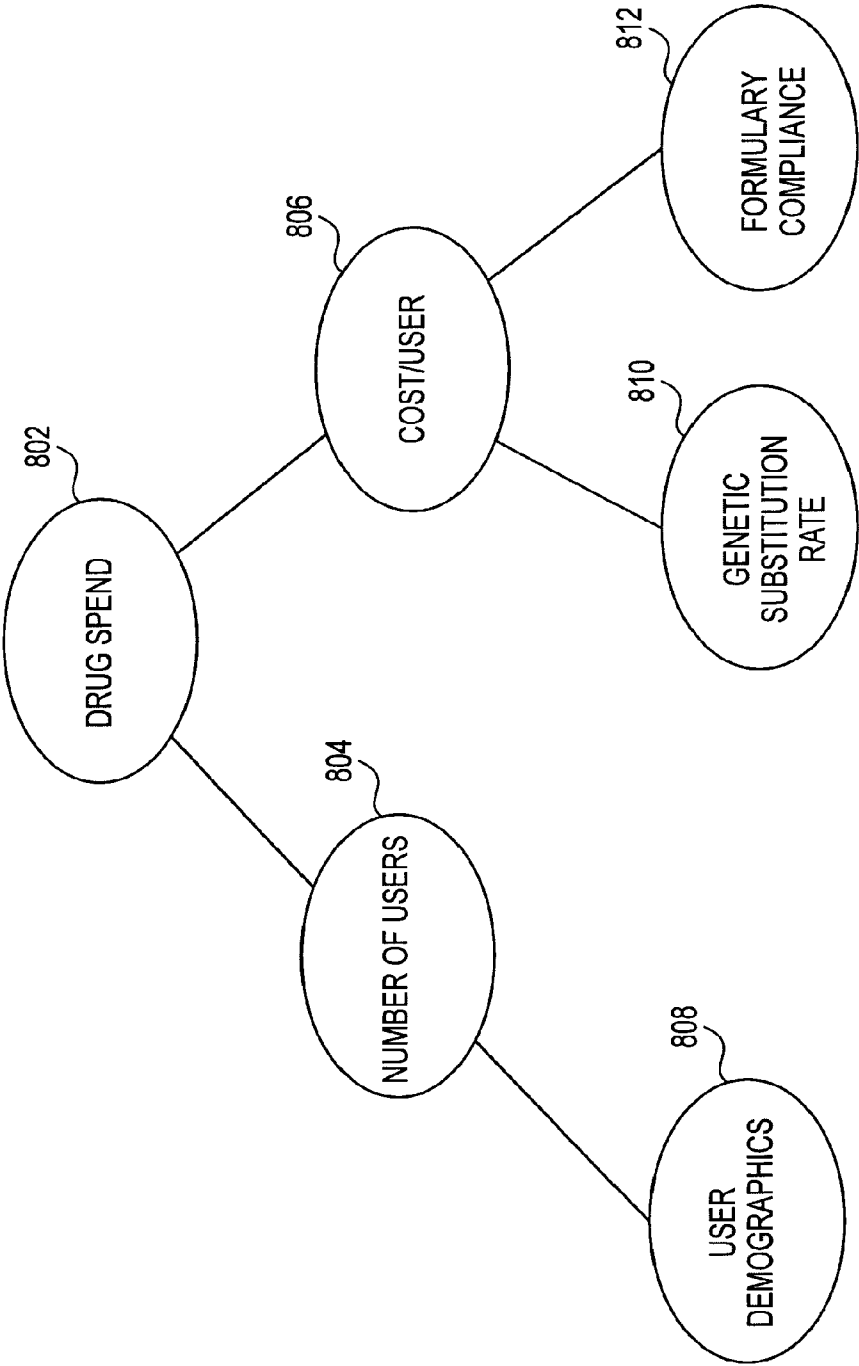 802
DRUG SPEND
804
NUMBER OF USERS
806
COST/USER
808
USER
DEMOGRAPHICS
810
GENETIC
SUBSTITUTION
RATE
812
FORMULARY
COMPLIANCE